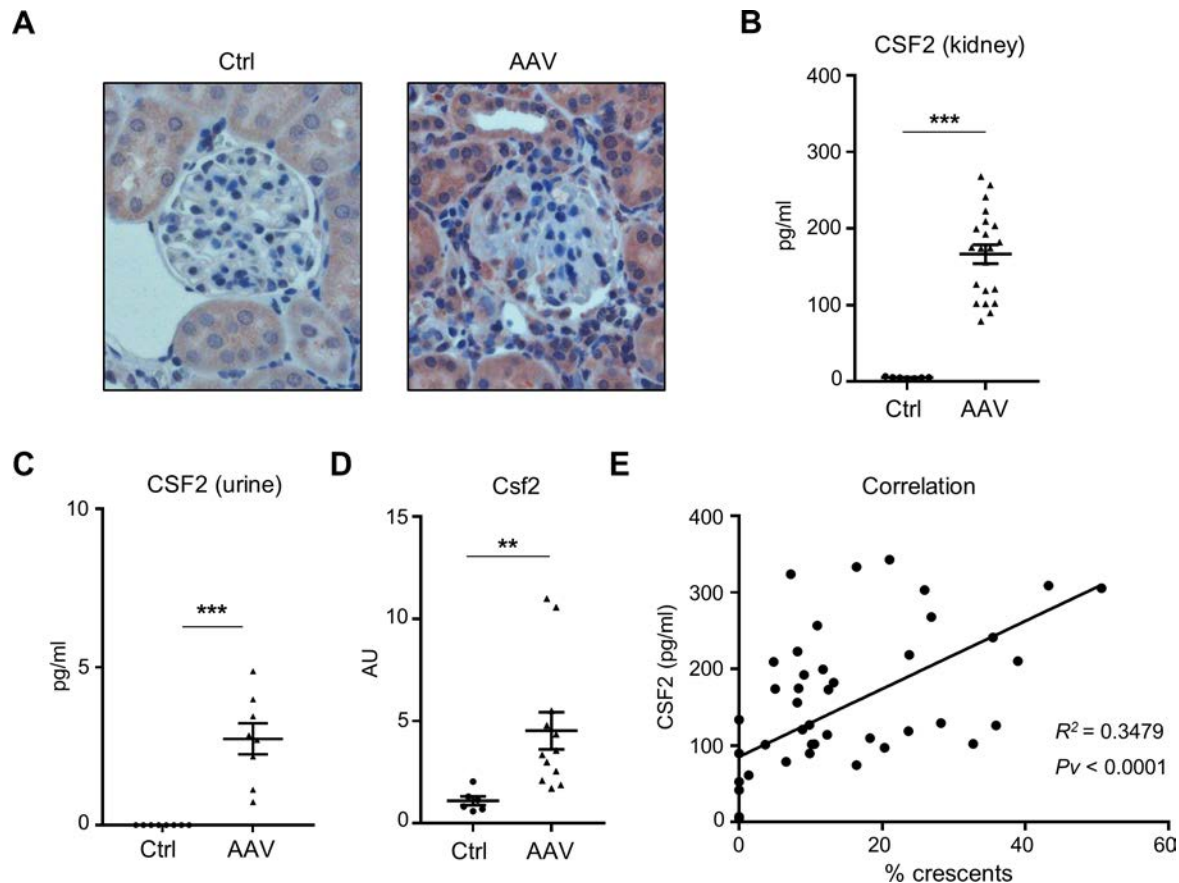 A
Ctrl
AAV
B
CSF2 (kidney)
400
300
200
100
0
pg/ml
***
Ctrl
AAV
C
CSF2 (urine)
10
5
0
pg/ml
***
Ctrl
AAV
D
Csf2
15
10
5
0
AU
**
Ctrl
AAV
E
Correlation
400
300
200
100
0
CSF2 (pg/ml)
R² = 0.3479
Pv < 0.0001
0
20
40
60
% crescents